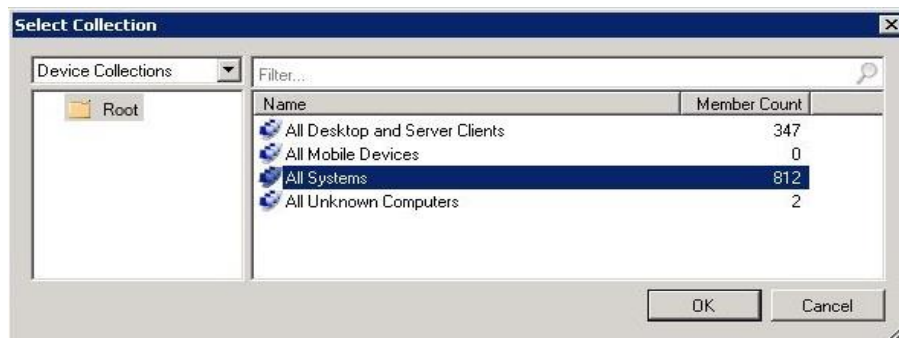 Select Collection
Device Collections
Filter...
Root
Name Member Count
All Desktop and Server Clients 347
All Mobile Devices 0
All Systems 812
All Unknown Computers 2
OK Cancel